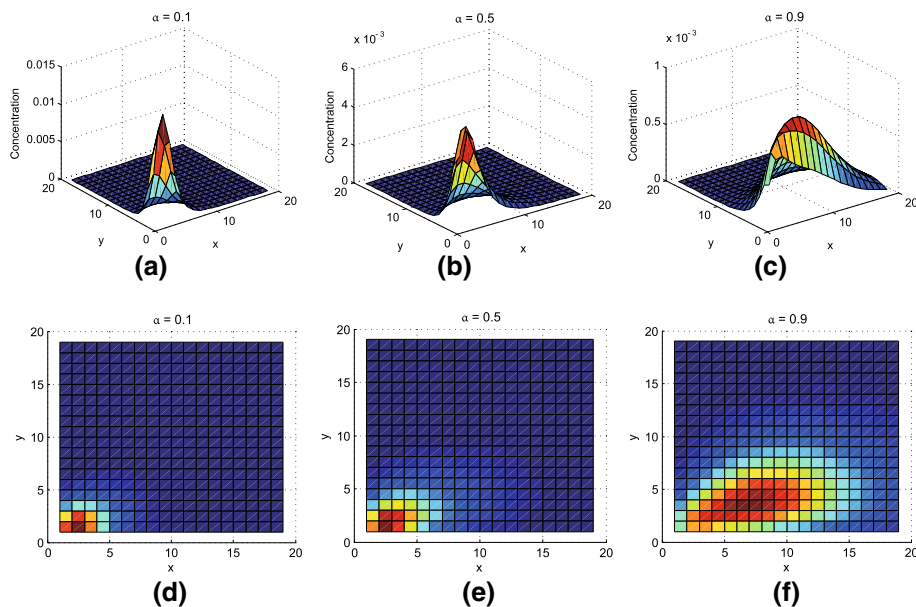 α = 0.1
0.015
0.01
0.005
0
Concentration
20
10
0
y
0
10
20
x
(a)
α = 0.5
x 10⁻³
6
4
2
0
Concentration
20
10
0
y
0
10
20
x
(b)
α = 0.9
x 10⁻³
1
0.5
0
Concentration
20
10
0
y
0
10
20
x
(c)
α = 0.1
20
15
10
5
0
y
0
5
10
15
20
x
(d)
α = 0.5
20
15
10
5
0
y
0
5
10
15
20
x
(e)
α = 0.9
20
15
10
5
0
y
0
5
10
15
20
x
(f)